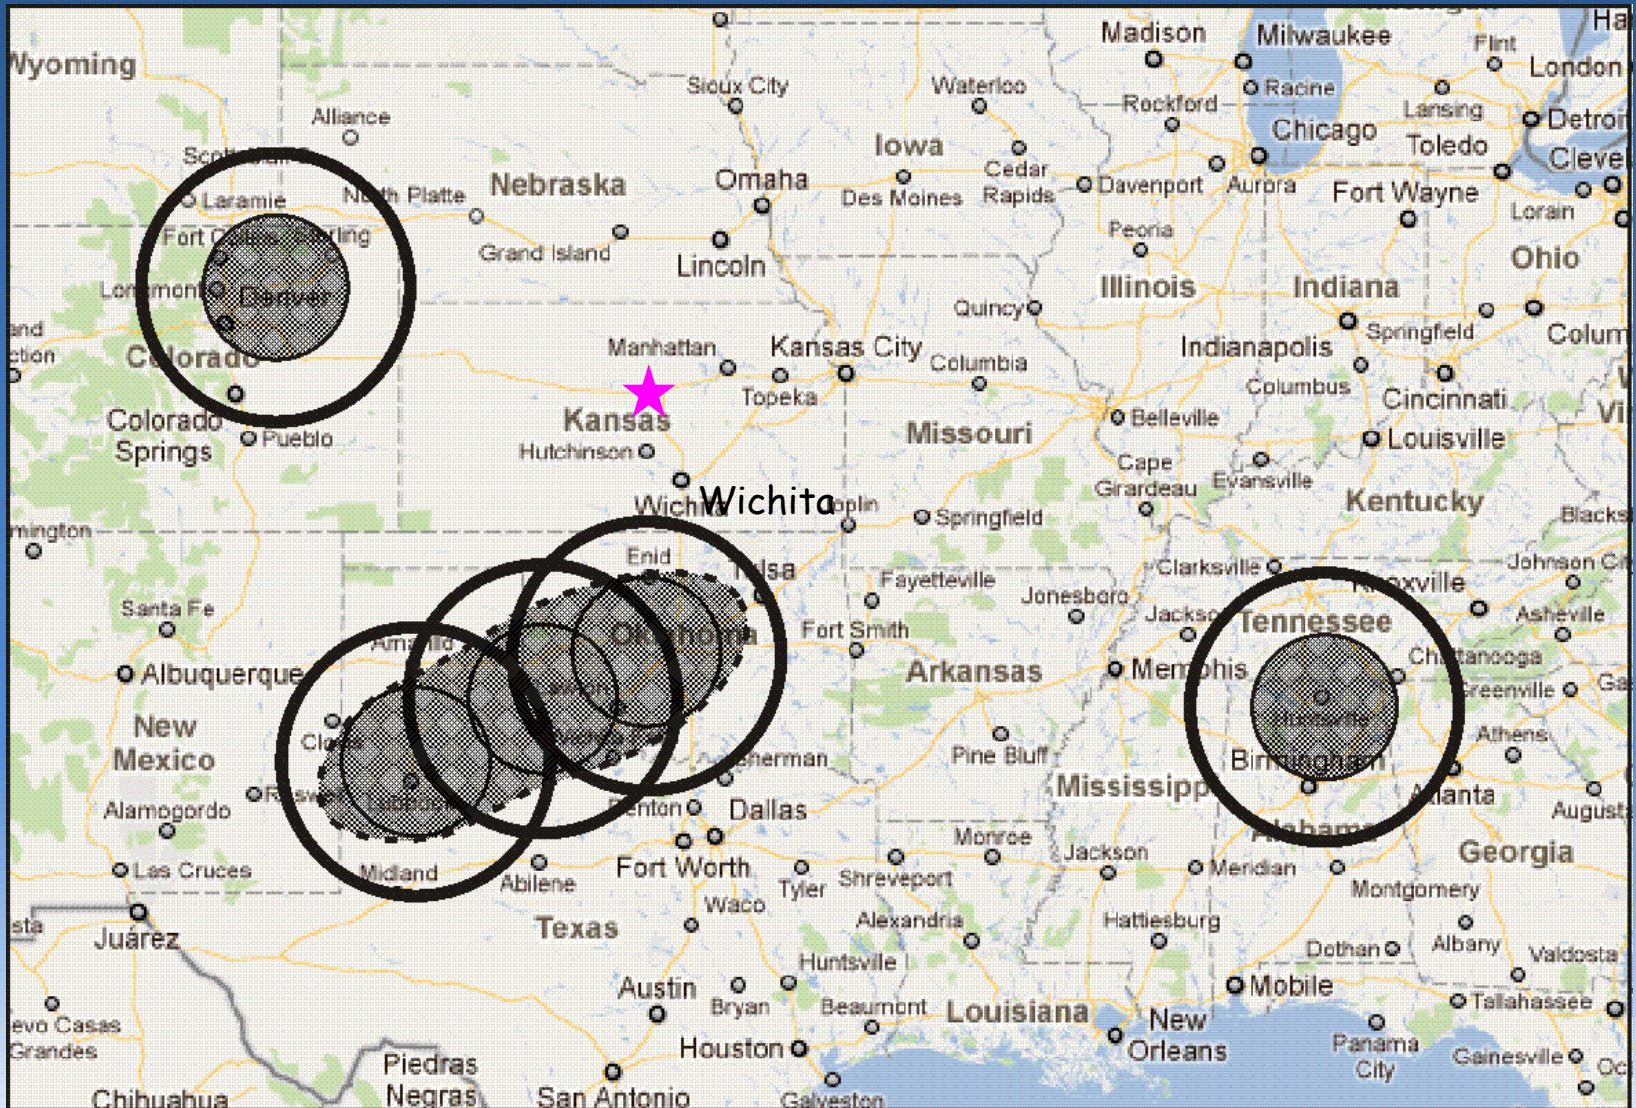 Wyoming
Alliance
Sioux City
Waterloo
Madison
Milwaukee
Racine
Rockford
Flint
Lansing
London
Detroit
Chicago
Toledo
Iowa
Cedar
Rapids
Des Moines
Davenport
Aurora
Fort Wayne
Lorain
Laramie
North Platte
Nebraska
Omaha
Grand Island
Lincoln
Peoria
Illinois
Indiana
Ohio
Quincy
Springfield
Indianapolis
Columbus
Cincinnati
Longmont
Denver
Colorado
Colorado
Springs
Pueblo
Manhattan
Kansas City
Topeka
Columbia
Kansas
Hutchinson
Wichita
Wichita
Missouri
Belleville
Louisville
Cape
Girardeau
Evansville
Kentucky
Springfield
Enid
Tulsa
Fayetteville
Jonesboro
Clarksville
Knoxville
Tennessee
Asheville
Santa Fe
Albuquerque
Amarillo
Oklahoma
Lawton
Fort Smith
Arkansas
Memphis
Chattanooga
Greenville
New
Mexico
Clovis
Huntsville
Birmingham
Athens
Atlanta
Pine Bluff
Alamogordo
Lubbock
Denton
Dallas
Alabama
Georgia
Las Cruces
Midland
Abilene
Fort Worth
Tyler
Shreveport
Monroe
Jackson
Meridian
Montgomery
Juárez
Texas
Waco
Alexandria
Hattiesburg
Dothan
Albany
Valdosta
Austin
Bryan
Huntsville
Beaumont
Louisiana
New
Orleans
Mobile
Tallahassee
Panama
City
Gainesville
Houston
Piedras
Negras
San Antonio
Galveston
Chihuahua